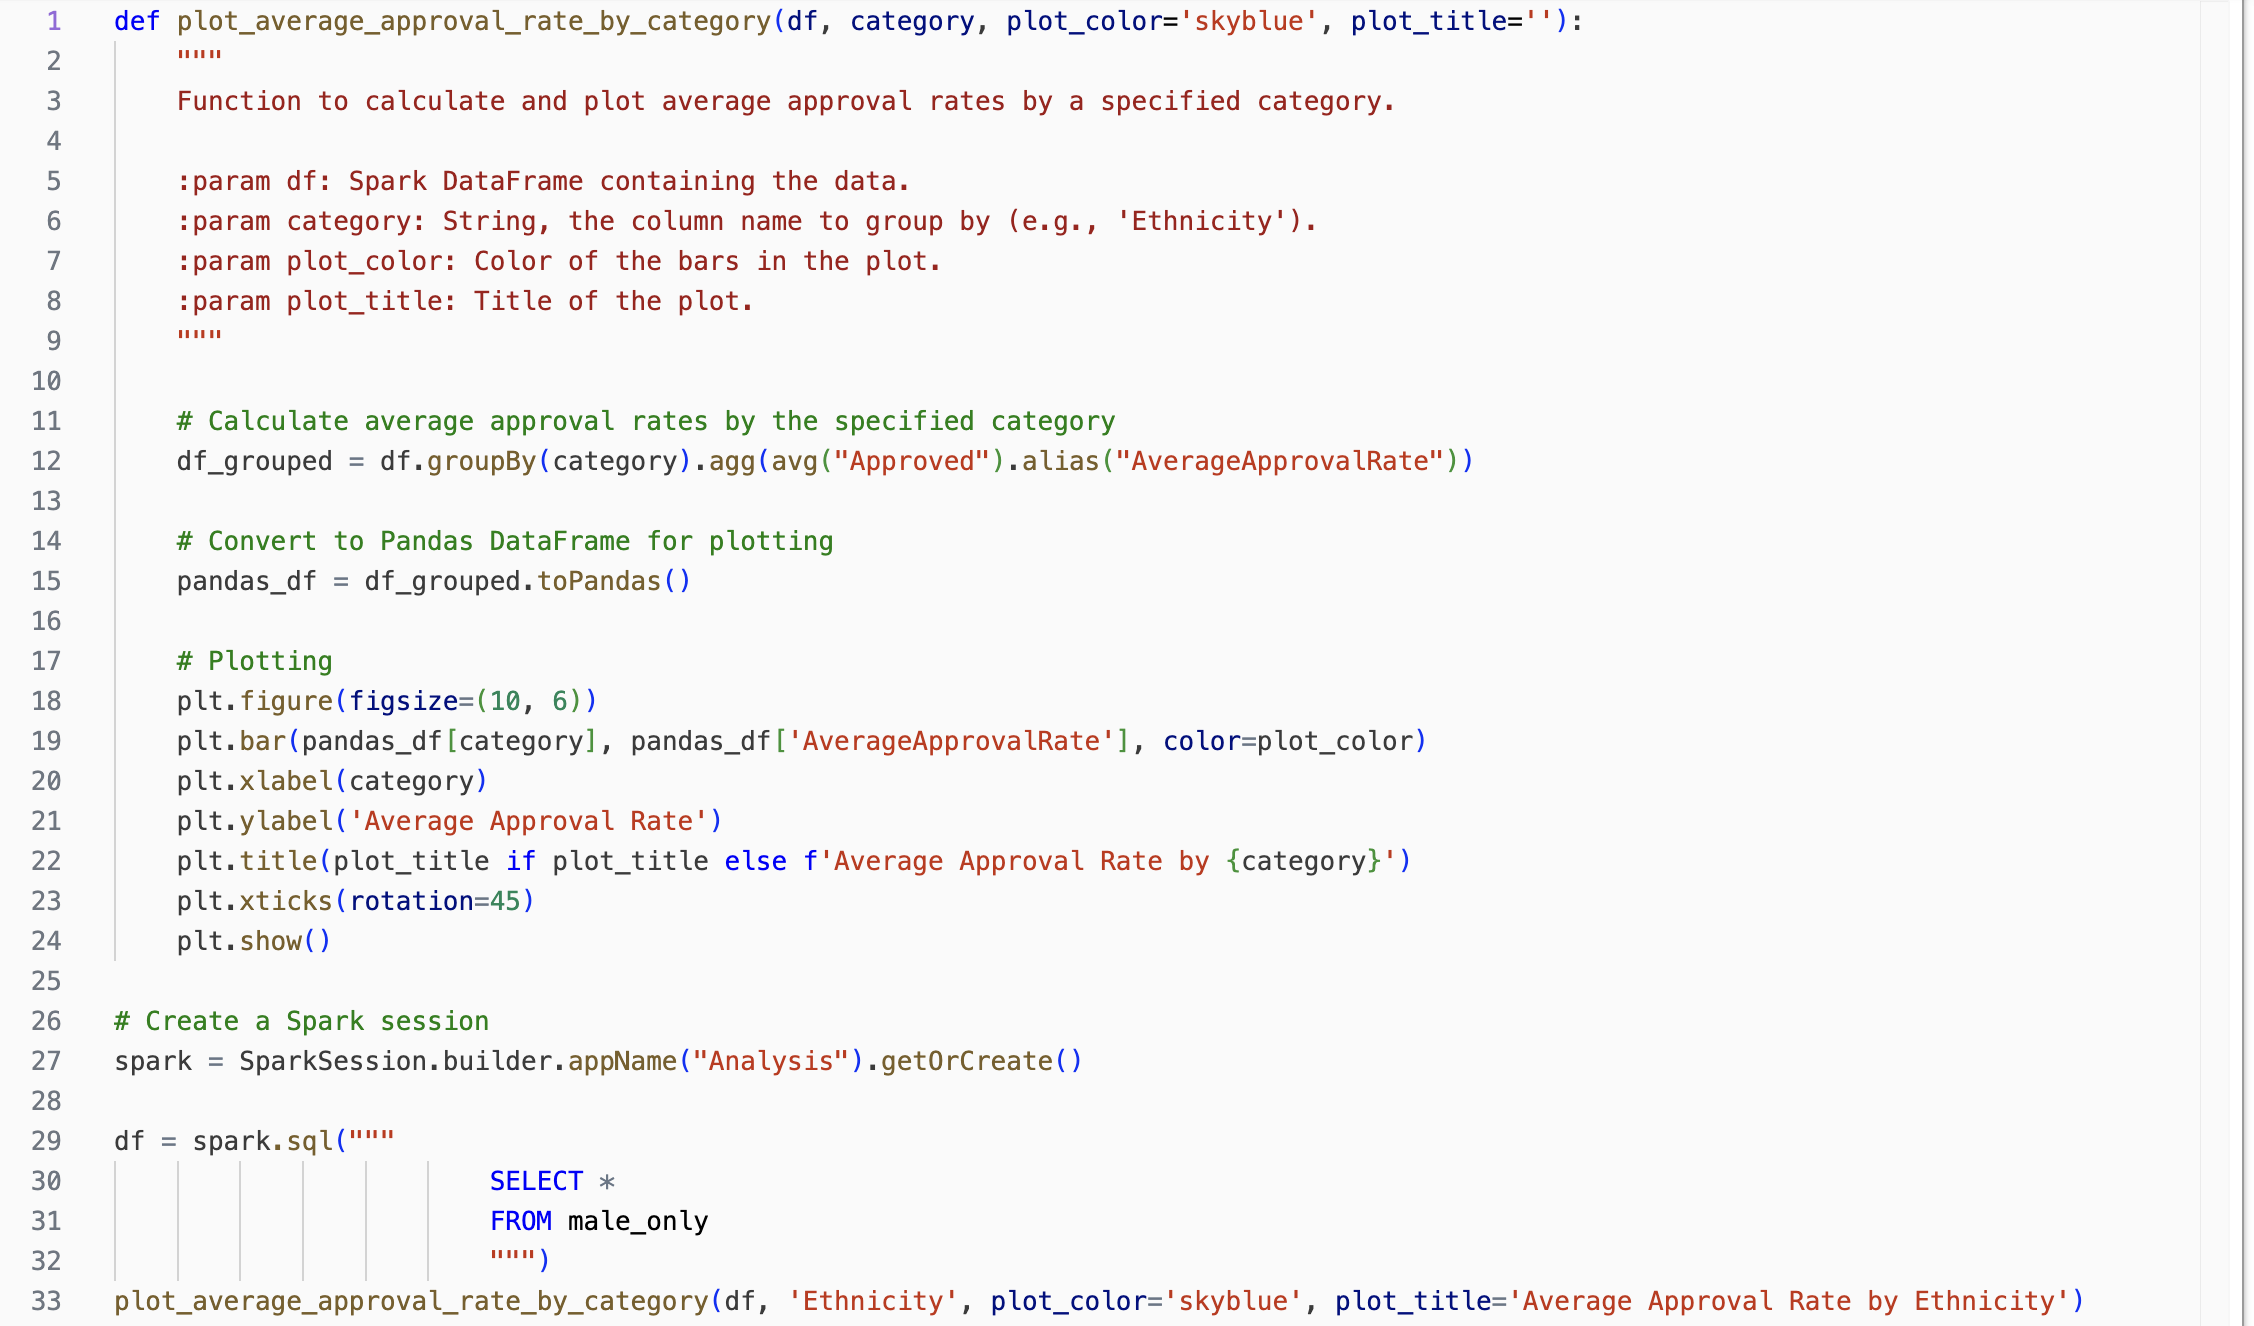 1 def plot_average_approval_rate_by_category(df, category, plot_color='skyblue', plot_title=''):
2 """
3 Function to calculate and plot average approval rates by a specified category.
4
5 :param df: Spark DataFrame containing the data.
6 :param category: String, the column name to group by (e.g., 'Ethnicity').
7 :param plot_color: Color of the bars in the plot.
8 :param plot_title: Title of the plot.
9 """
10
11 # Calculate average approval rates by the specified category
12 df_grouped = df.groupBy(category).agg(avg("Approved").alias("AverageApprovalRate"))
13
14 # Convert to Pandas DataFrame for plotting
15 pandas_df = df_grouped.toPandas()
16
17 # Plotting
18 plt.figure(figsize=(10, 6))
19 plt.bar(pandas_df[category], pandas_df['AverageApprovalRate'], color=plot_color)
20 plt.xlabel(category)
21 plt.ylabel('Average Approval Rate')
22 plt.title(plot_title if plot_title else f'Average Approval Rate by {category}')
23 plt.xticks(rotation=45)
24 plt.show()
25
26 # Create a Spark session
27 spark = SparkSession.builder.appName("Analysis").getOrCreate()
28
29 df = spark.sql("""
30 SELECT *
31 FROM male_only
32 """)
33 plot_average_approval_rate_by_category(df, 'Ethnicity', plot_color='skyblue', plot_title='Average Approval Rate by Ethnicity')